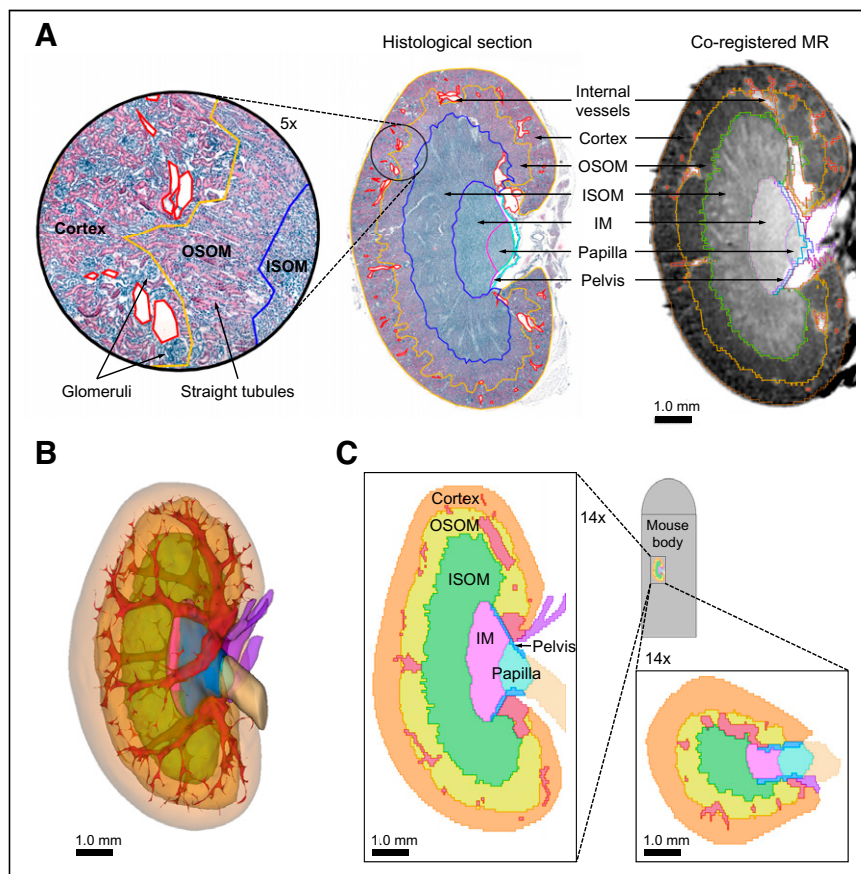 A
Histological section
Co-registered MR
5x
Internal
vessels
Cortex
OSOM
ISOM
IM
Papilla
Pelvis
Cortex
OSOM
ISOM
Glomeruli
Straight tubules
1.0 mm
B
1.0 mm
C
Cortex
OSOM
ISOM
IM
Pelvis
Papilla
1.0 mm
14x
Mouse
body
14x
1.0 mm